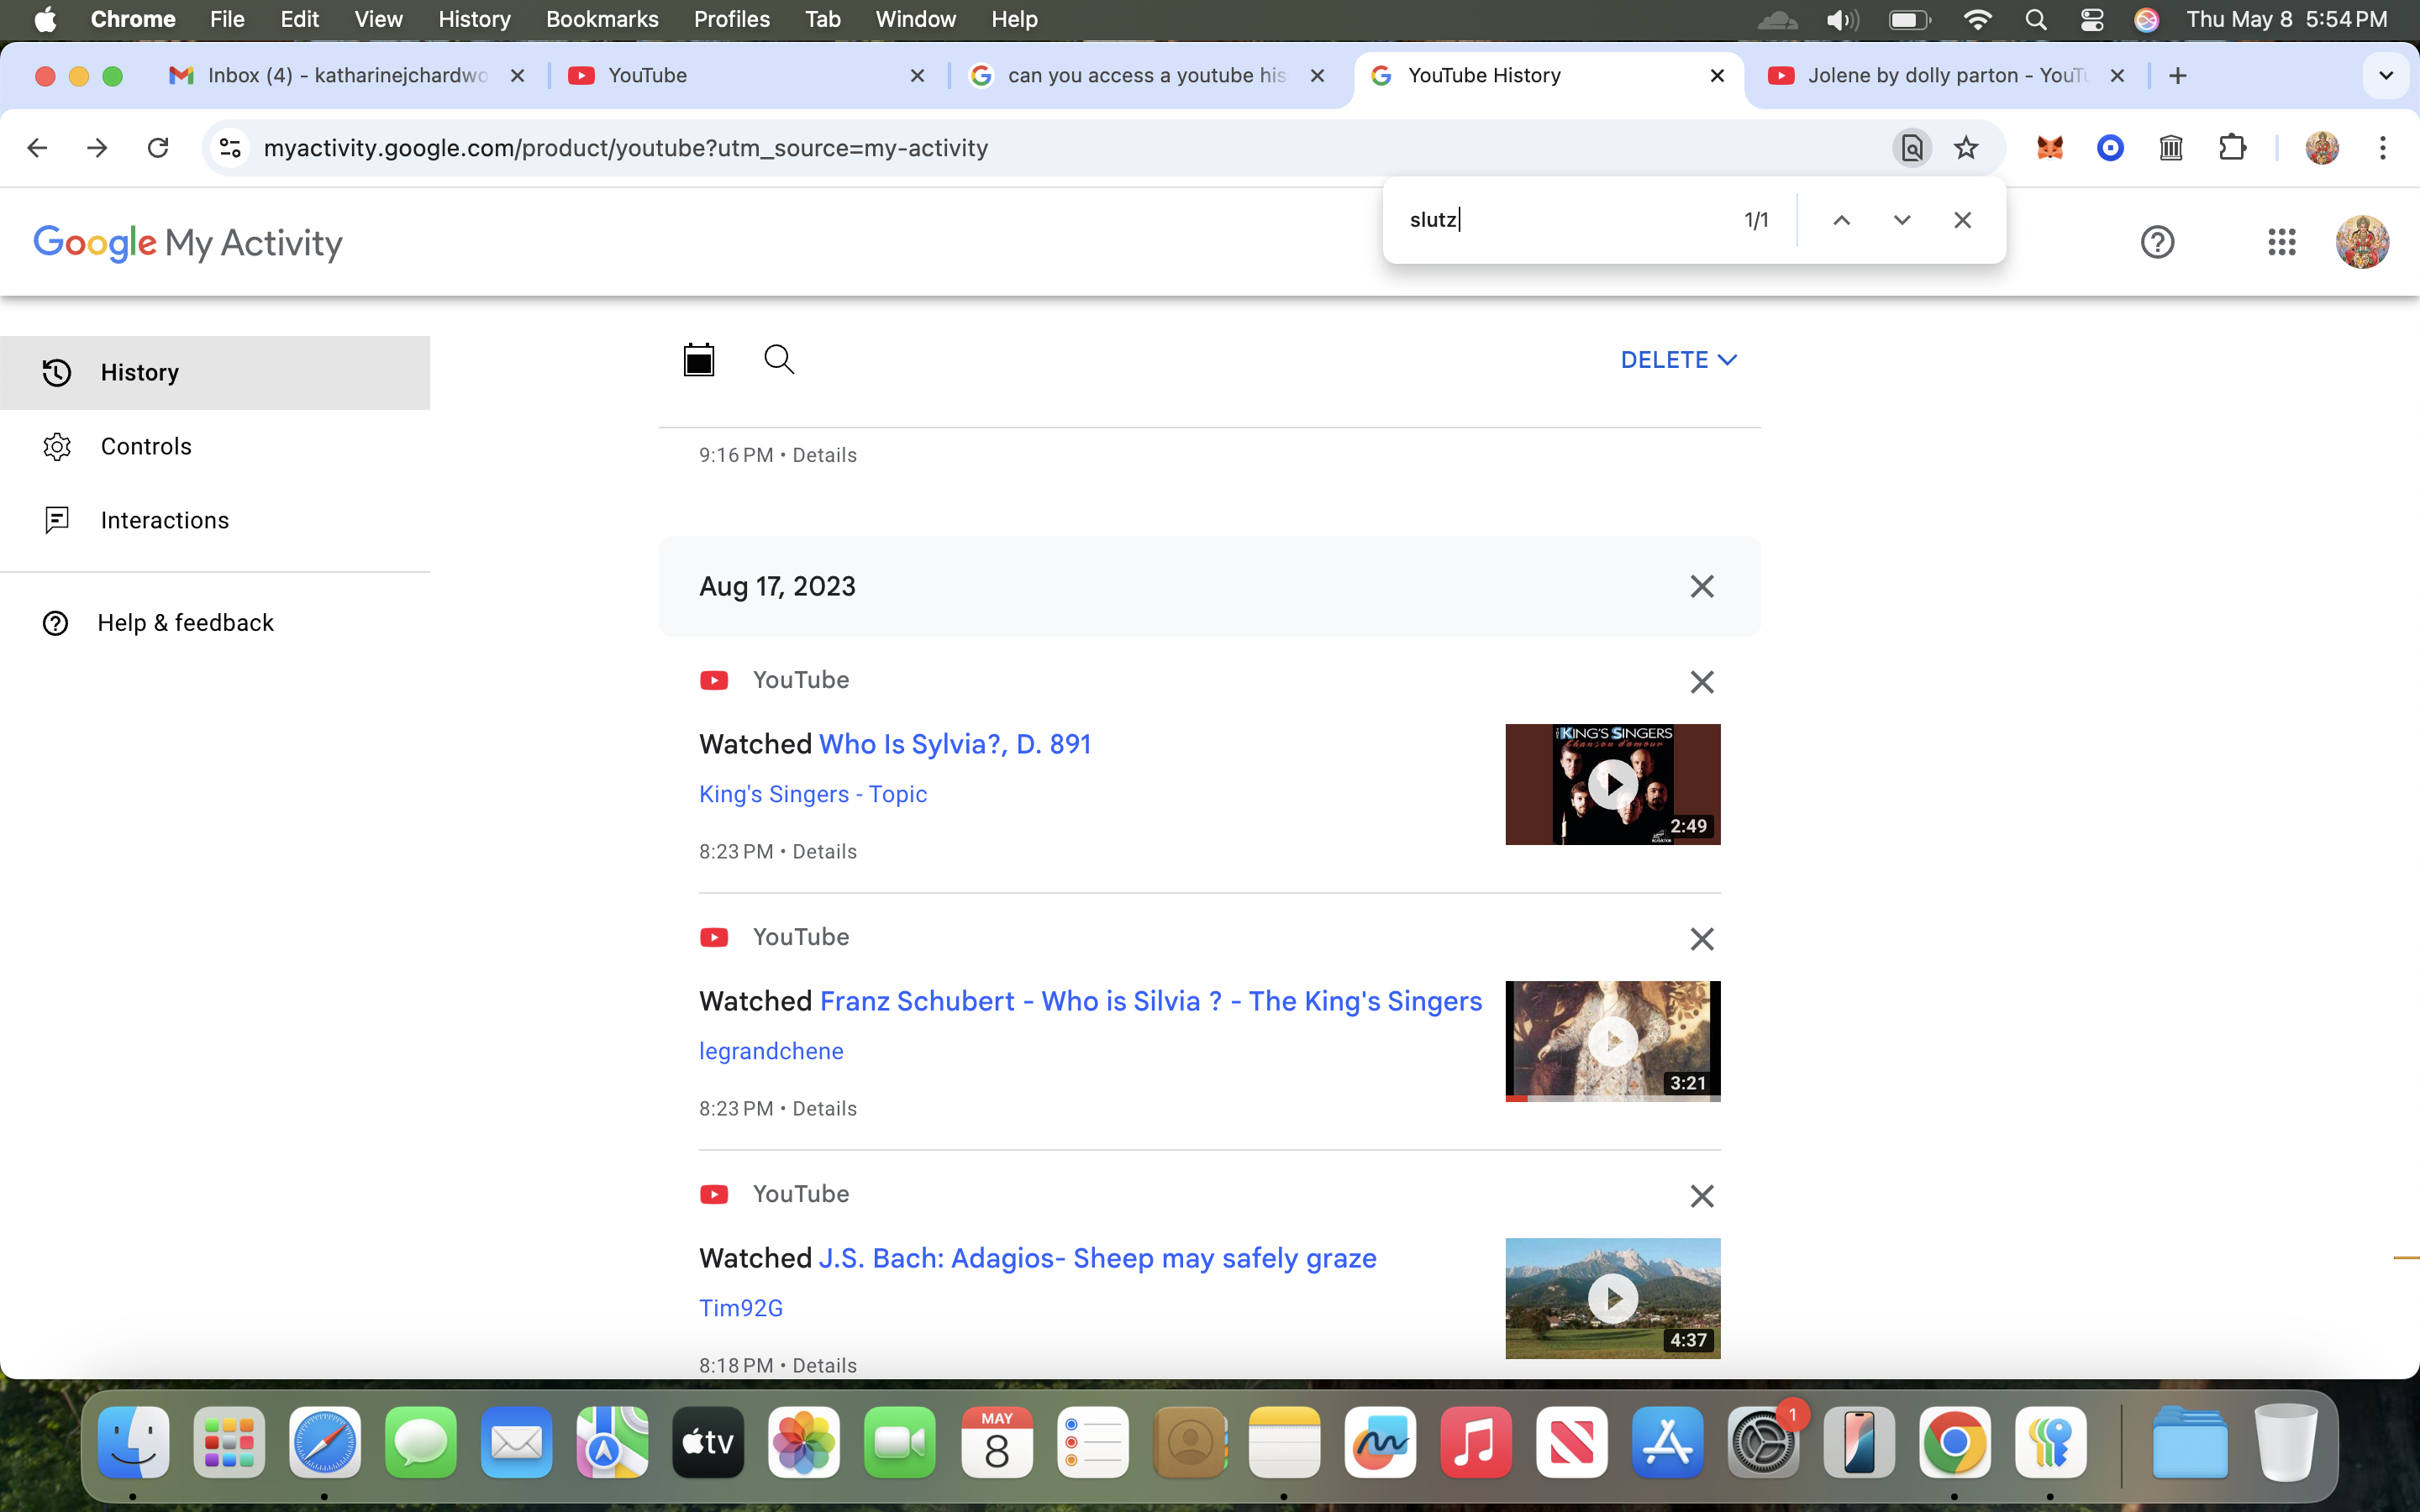 Chrome File Edit View History Bookmarks Profiles Tab Window Help Thu May 8 5:54 PM
Inbox (4) - katharinejchardwo YouTube can you access a youtube his YouTube History Jolene by dolly parton - YouTu
myactivity.google.com/product/youtube?utm_source=my-activity
slutz 1/1
Google My Activity
History
Controls
Interactions
Help & feedback
DELETE
9:16 PM • Details
Aug 17, 2023
YouTube
Watched Who Is Sylvia?, D. 891
King's Singers - Topic
8:23 PM • Details
KING'S SINGERS
Chanson d'amour
2:49
YouTube
Watched Franz Schubert - Who is Silvia ? - The King's Singers
legrandchene
8:23 PM • Details
3:21
YouTube
Watched J.S. Bach: Adagios- Sheep may safely graze
Tim92G
8:18 PM • Details
4:37
tv
MAY
8
1